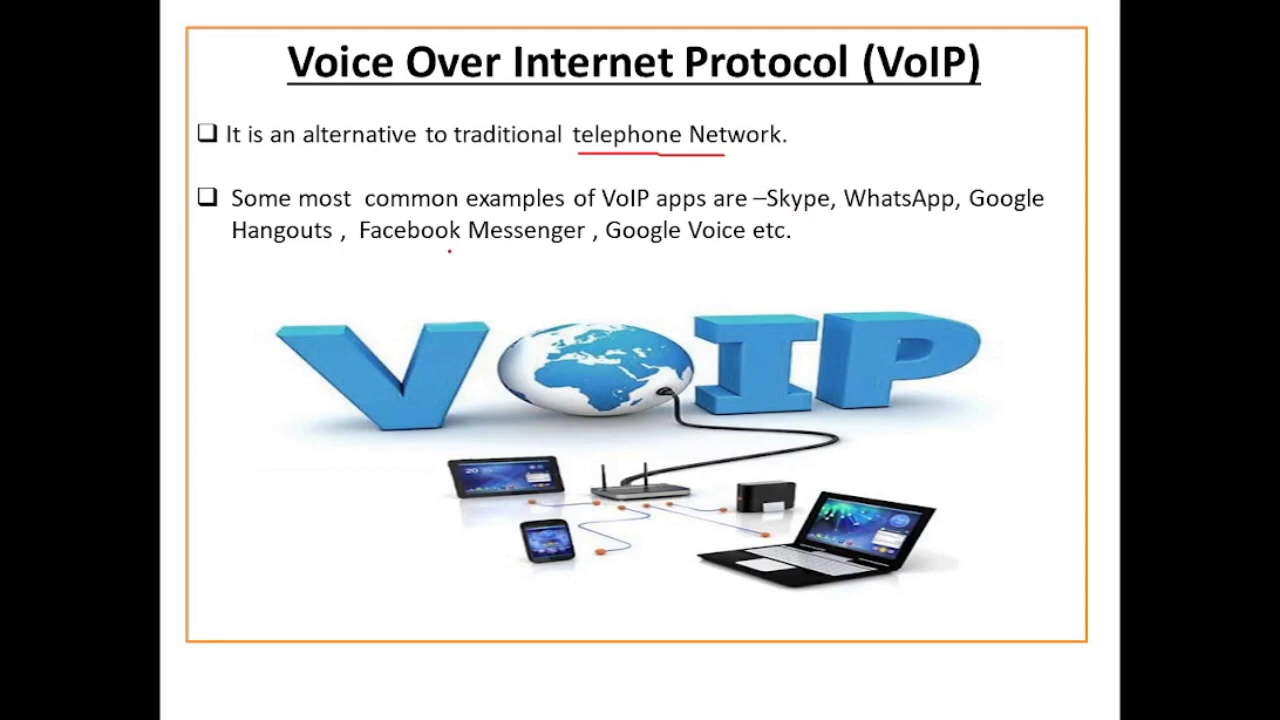 Voice Over Internet Protocol (VoIP)
❑ It is an alternative to traditional telephone Network.
❑ Some most common examples of VoIP apps are –Skype, WhatsApp, Google
Hangouts , Facebook Messenger , Google Voice etc.
V IP